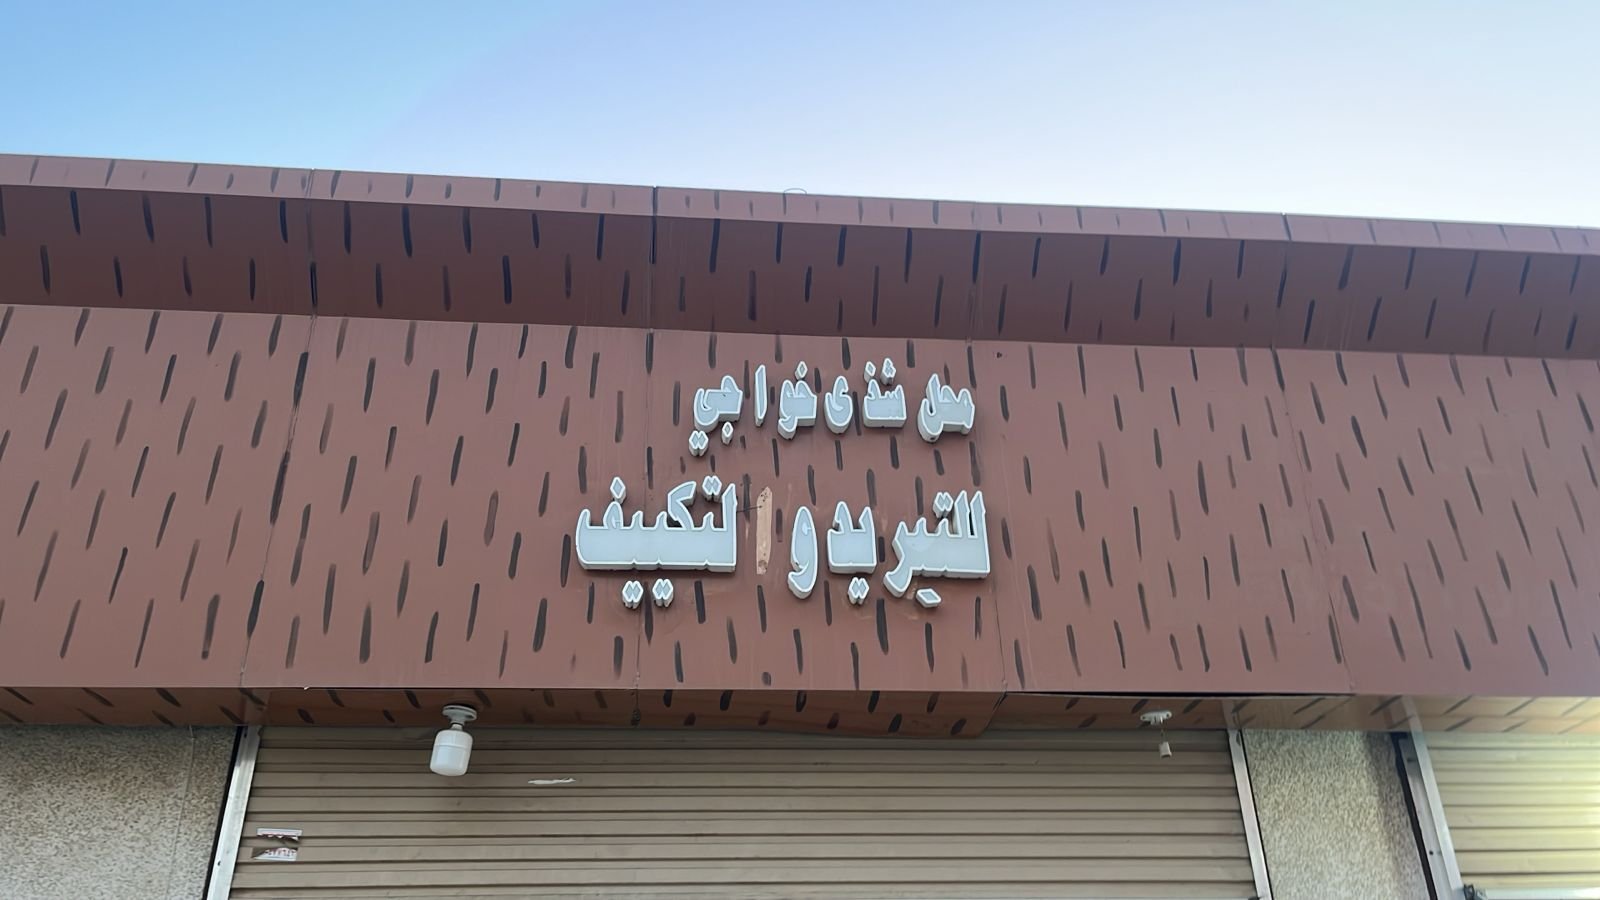 محل شذى خواجي
للتبريد و لتكييف